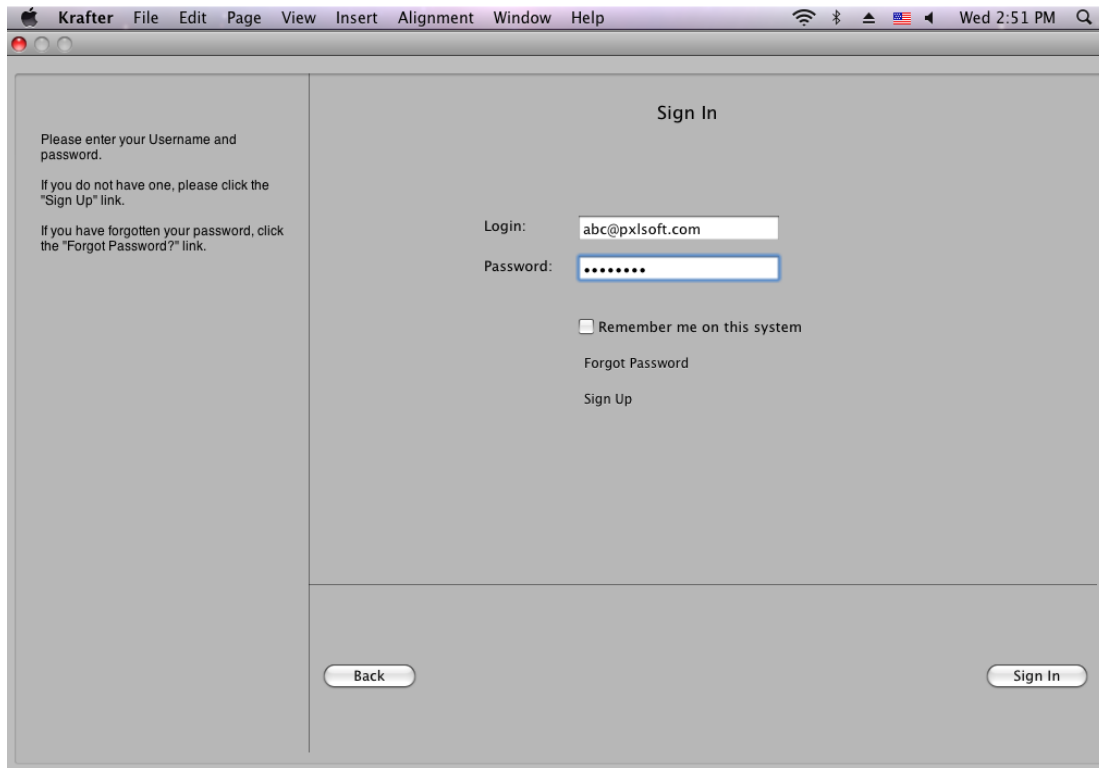 Krafter File Edit Page View Insert Alignment Window Help Wed 2:51 PM
Please enter your Username and
password.
If you do not have one, please click the
"Sign Up" link.
If you have forgotten your password, click
the "Forgot Password?" link.
Sign In
Login: abc@pxlsoft.com
Password: ••••••••
Remember me on this system
Forgot Password
Sign Up
Back Sign In